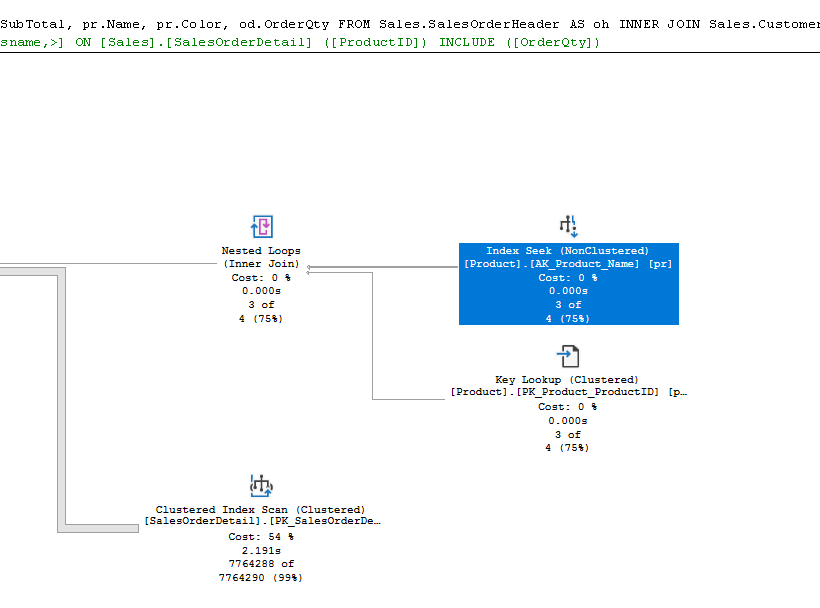 SubTotal, pr.Name, pr.Color, od.OrderQty FROM Sales.SalesOrderHeader AS oh INNER JOIN Sales.Customer
sname,>] ON [Sales].[SalesOrderDetail] ([ProductID]) INCLUDE ([OrderQty])
Nested Loops
(Inner Join)
Cost: 0 %
0.000s
3 of
4 (75%)
Index Seek (NonClustered)
[Product].[AK_Product_Name] [pr]
Cost: 0 %
0.000s
3 of
4 (75%)
Key Lookup (Clustered)
[Product].[PK_Product_ProductID] [p…
Cost: 0 %
0.000s
3 of
4 (75%)
Clustered Index Scan (Clustered)
[SalesOrderDetail].[PK_SalesOrderDe…
Cost: 54 %
2.191s
7764288 of
7764290 (99%)